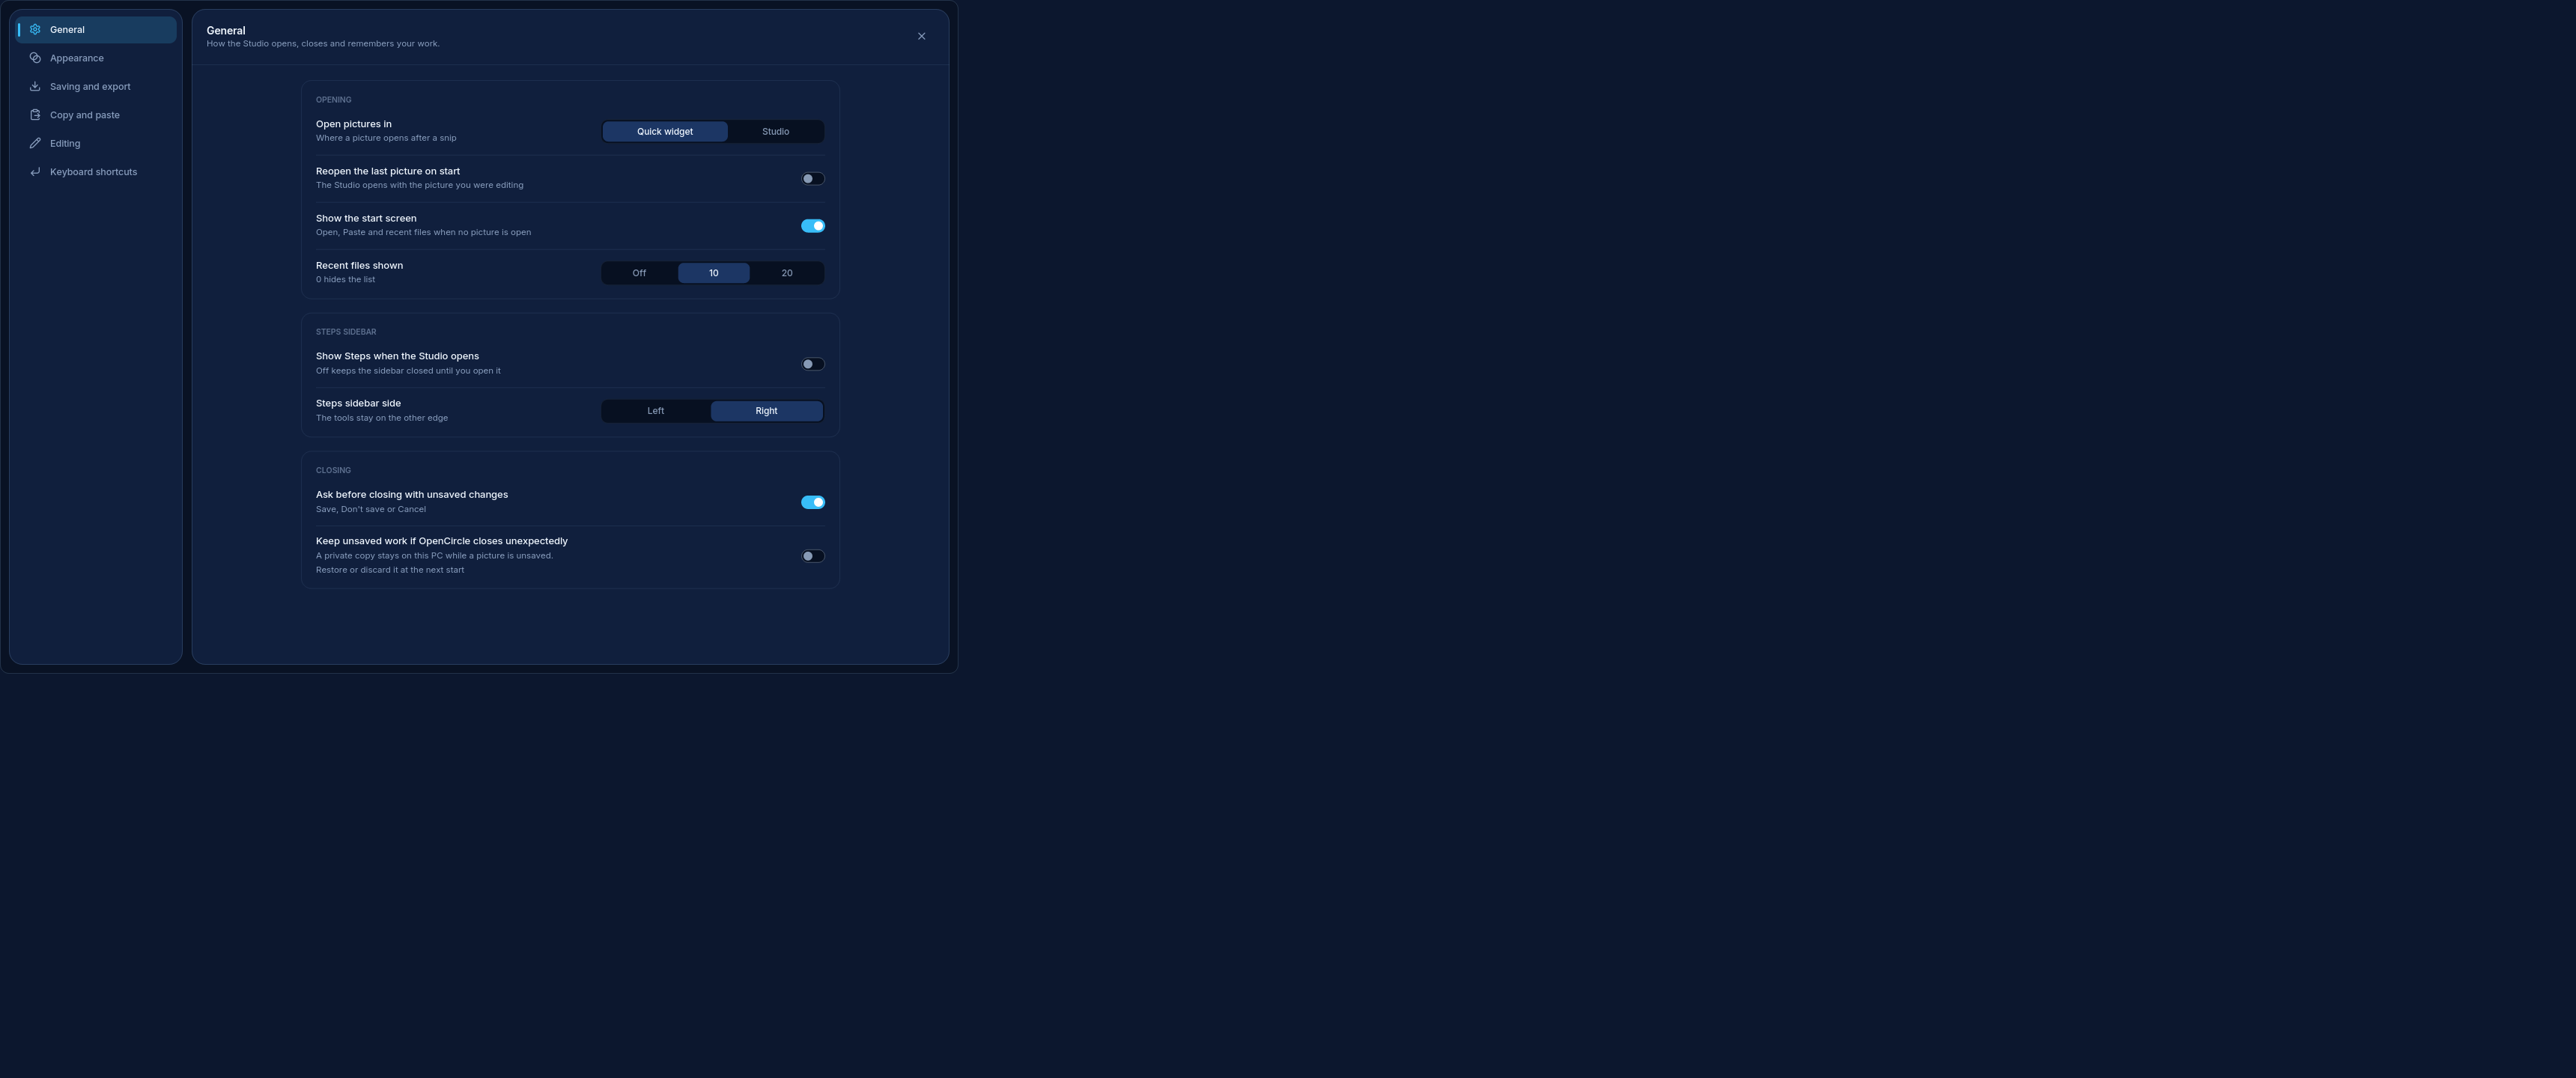 General
Appearance
Saving and export
Copy and paste
Editing
Keyboard shortcuts
General
How the Studio opens, closes and remembers your work.
OPENING
Open pictures in
Where a picture opens after a snip
Quick widget
Studio
Reopen the last picture on start
The Studio opens with the picture you were editing
Show the start screen
Open, Paste and recent files when no picture is open
Recent files shown
0 hides the list
Off
10
20
STEPS SIDEBAR
Show Steps when the Studio opens
Off keeps the sidebar closed until you open it
Steps sidebar side
The tools stay on the other edge
Left
Right
CLOSING
Ask before closing with unsaved changes
Save, Don't save or Cancel
Keep unsaved work if OpenCircle closes unexpectedly
A private copy stays on this PC while a picture is unsaved.
Restore or discard it at the next start